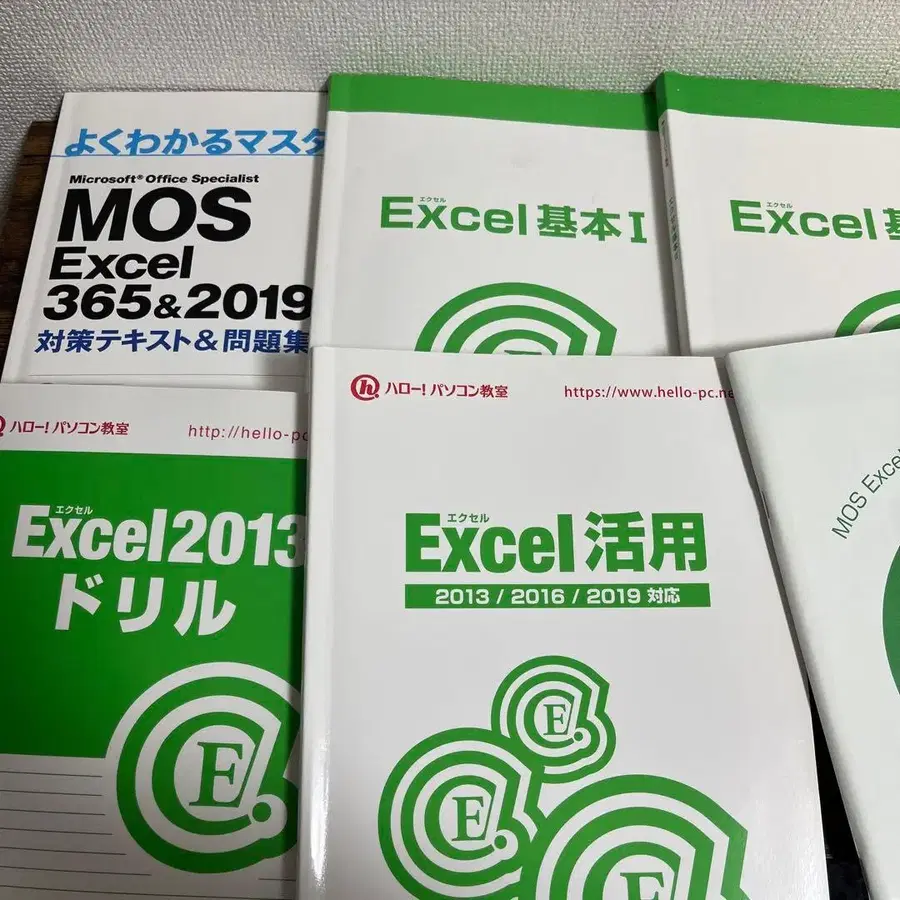 よくわかるマスタ
Microsoft® Office Specialist
MOS
Excel
365&2019
対策テキスト&問題集
エクセル
Excel 基本 I
エクセル
Excel
ハロー!パソコン教室
http://hello-pc
エクセル
Excel2013
ドリル
E
h
ハロー!パソコン教室
https://www.hello-pc.ne
エクセル
Excel 活用
2013 / 2016 / 2019 対応
E
E
E
MOS Excel